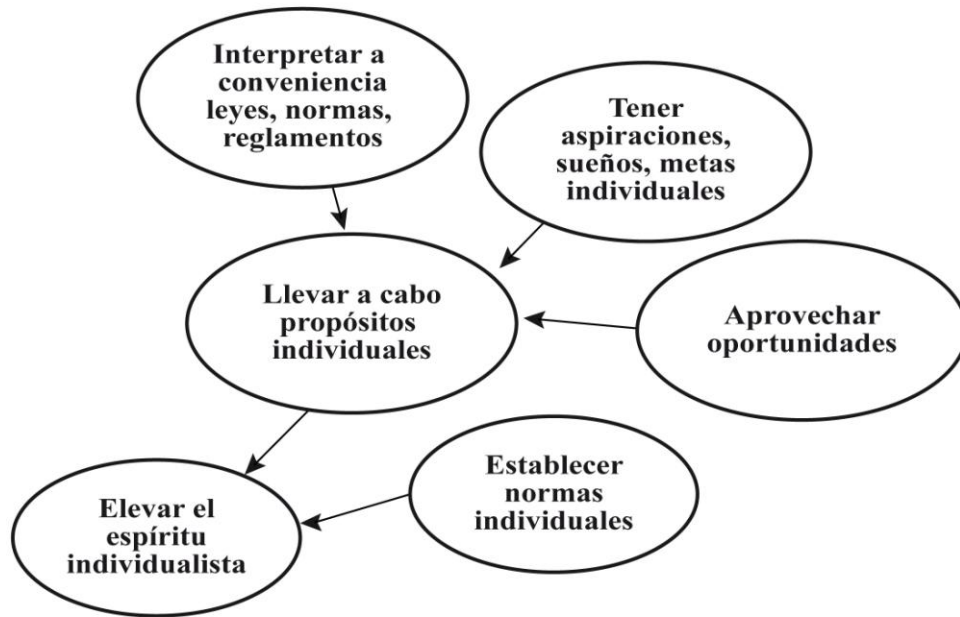 Interpretar a
conveniencia
leyes, normas,
reglamentos
Tener
aspiraciones,
sueños, metas
individuales
Llevar a cabo
propósitos
individuales
Aprovechar
oportunidades
Establecer
normas
individuales
Elevar el
espíritu
individualista